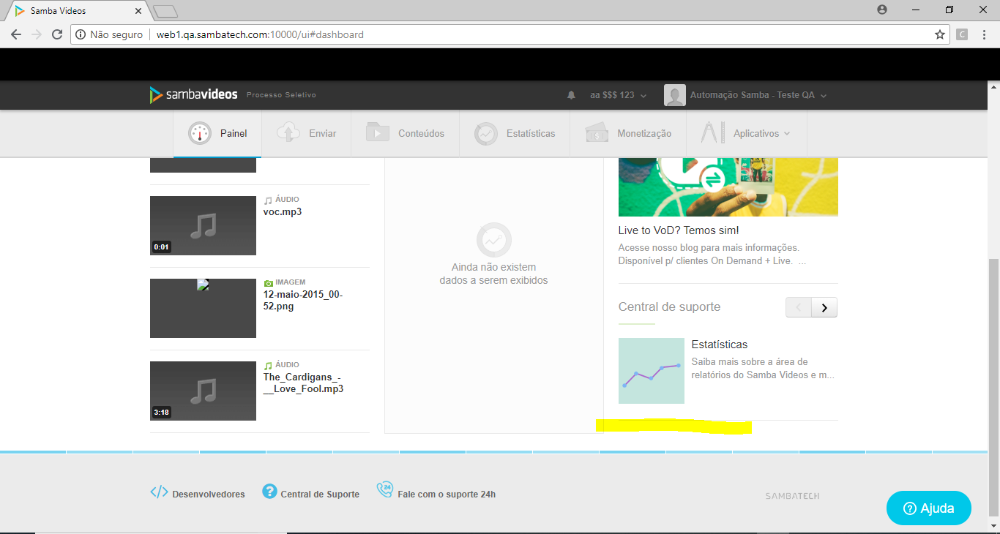 Samba Videos
Não seguro
web1.qa.sambatech.com:10000/ui#dashboard
C
sambavideos
Processo Seletivo
aa $$$ 123
Automação Samba - Teste QA
Painel
Enviar
Conteúdos
Estatísticas
Monetização
Aplicativos
ÁUDIO
voc.mp3
0:01
IMAGEM
12-maio-2015_00-
52.png
ÁUDIO
The_Cardigans_-
__Love_Fool.mp3
3:18
Ainda não existem
dados a serem exibidos
Live to VoD? Temos sim!
Acesse nosso blog para mais informações.
Disponível p/ clientes On Demand + Live. ...
Central de suporte
Estatísticas
Saiba mais sobre a área de
relatórios do Samba Videos e m...
Desenvolvedores
Central de Suporte
24
Fale com o suporte 24h
SAMBATECH
Ajuda